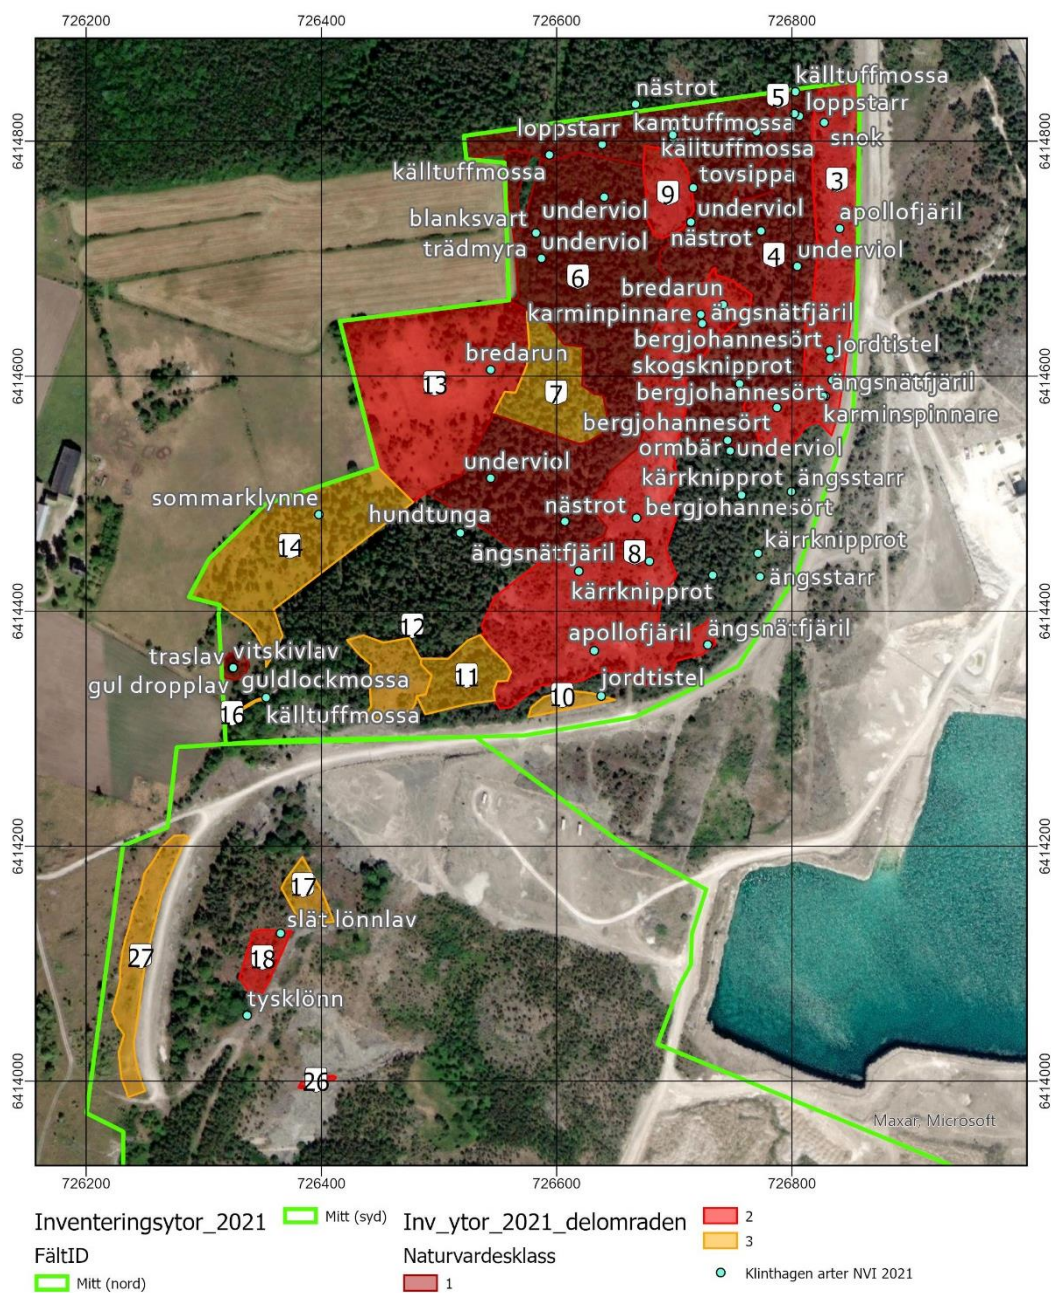 726200 726400 726600 726800
källtuffmossa
nästrot
5
loppstarr
loppstarr kamtuffmossa
snok
6414800 6414800
källtuffmossa källtuffmossa
9 tovsippa 3
blanksvart underviol underviol apollofjäril
trädmyra underviol nästrot 4 underviol
6
bredarun
karminpinnare ängsnätfjäril
bergjohannesört jordtistel
bredarun skogsknipprot
6414600 6414600
13 7 bergjohannesört ängsnätfjäril
karminspinnare
bergjohannesört
underviol ormbär underviol
kärrknipprot ängsstarr
sommarklynne
hundtunga nästrot bergjohannesört
14 ängsnätfjäril 8 kärrknipprot
kärrknipprot ängsstarr
6414400 6414400
12
apollofjäril ängsnätfjäril
traslav vitskivlav
gul dropplav guldlockmossa 11 jordtistel
16 källtuffmossa 10
6414200 6414200
17
slät lönnlav
27 18
tysklönn
6414000 26 6414000
Maxar, Microsoft
726200 726400 726600 726800
Inventeringsytor_2021 Mitt (syd) Inv_ytor_2021_delomraden 2
FältID Naturvardesklass 3
Mitt (nord) 1 Klinthagen arter NVI 2021